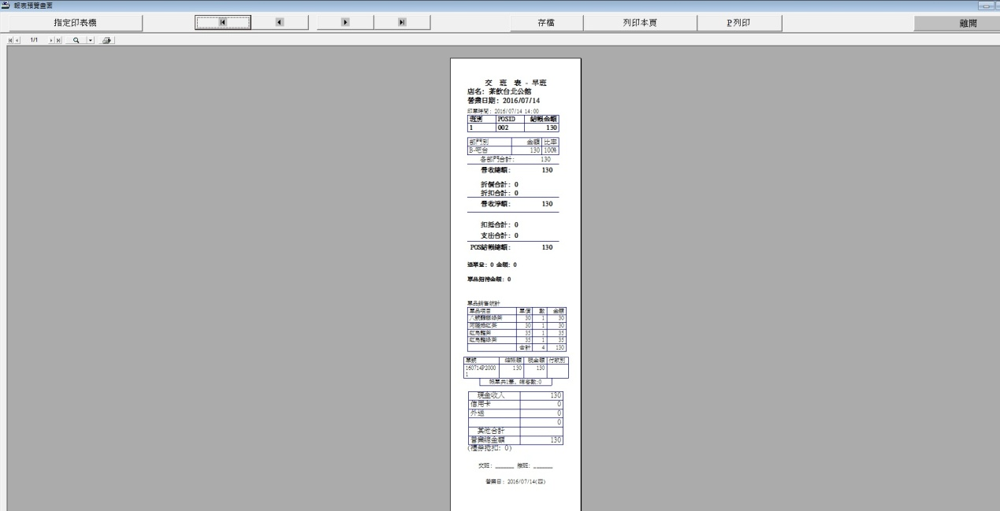 報表預覽畫面
指定印表機 存檔 列印本頁 P列印 離開
1/1
交 班 表 - 早班
店名: 茶飲台北公館
營業日期: 2016/07/14
印單時間: 2016/07/14 14:00
班別 POSID 結帳金額
1 002 130
部門別 金額 比率
B-吧台 130 100%
各部門合計: 130
營收總額: 130
折價合計: 0
折扣合計: 0
營收淨額: 130
扣抵合計: 0
支出合計: 0
POS結帳總額: 130
退單量: 0 金額: 0
單品招待金額: 0
單品銷售統計
單品項目 單價 數 金額
30 1 30
阿薩姆紅茶 30 1 30
紅烏龍茶 35 1 35
紅烏龍綠茶 35 1 35
合計 4 130
單號 結帳額 現金額 付款別
160714P2000 130 130
1
帳單共1筆, 總客數:0
現金收入 130
信用卡 0
外送 0
0
其他合計
營業總金額 130
(禮券抵扣: 0)
交班: ______ 接班: ______
營業日: 2016/07/14(四)